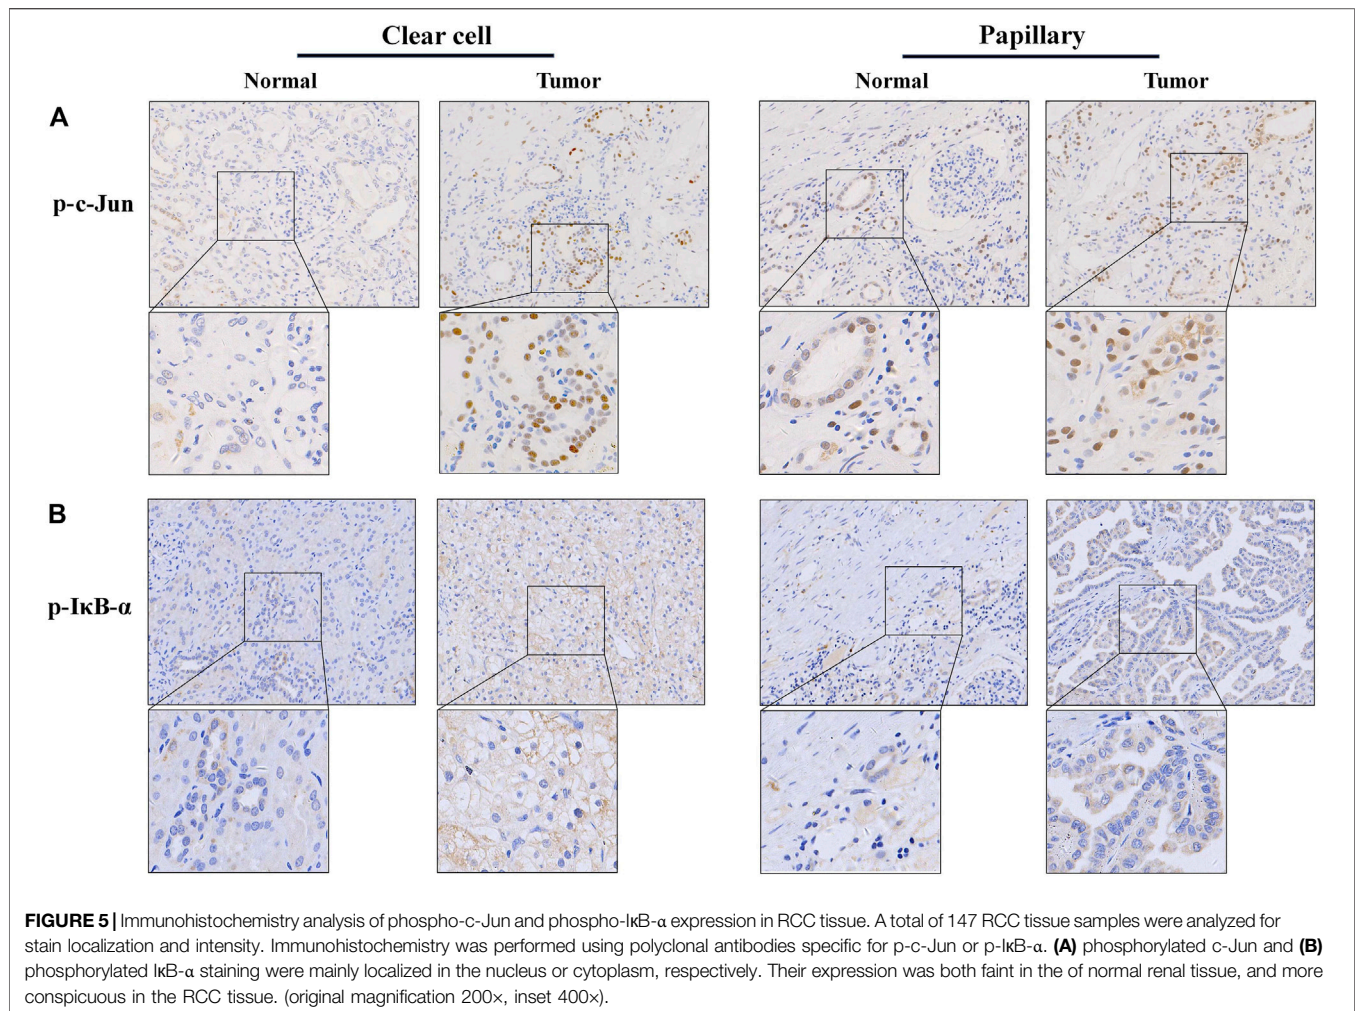 Clear cell
Papillary
Normal
Tumor
Normal
Tumor
A
p-c-Jun
B
p-IκB-α
FIGURE 5 | Immunohistochemistry analysis of phospho-c-Jun and phospho-IκB-α expression in RCC tissue. A total of 147 RCC tissue samples were analyzed for
stain localization and intensity. Immunohistochemistry was performed using polyclonal antibodies specific for p-c-Jun or p-IκB-α. (A) phosphorylated c-Jun and (B)
phosphorylated IκB-α staining were mainly localized in the nucleus or cytoplasm, respectively. Their expression was both faint in the of normal renal tissue, and more
conspicuous in the RCC tissue. (original magnification 200×, inset 400×).